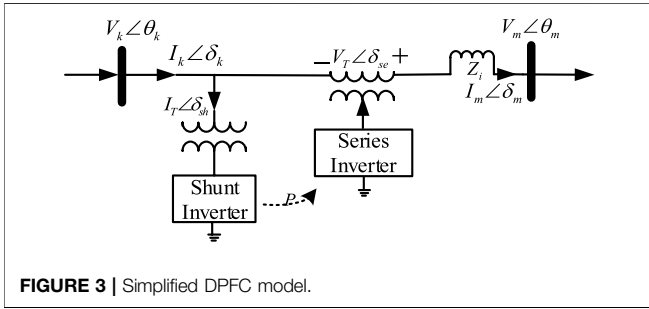 V_k∠θ_k
V_m∠θ_m
I_k∠δ_k
− V_T∠δ_se +
Z_i
I_T∠δ_sh
I_m∠δ_m
Series
Inverter
Shunt
Inverter
P
FIGURE 3 | Simplified DPFC model.